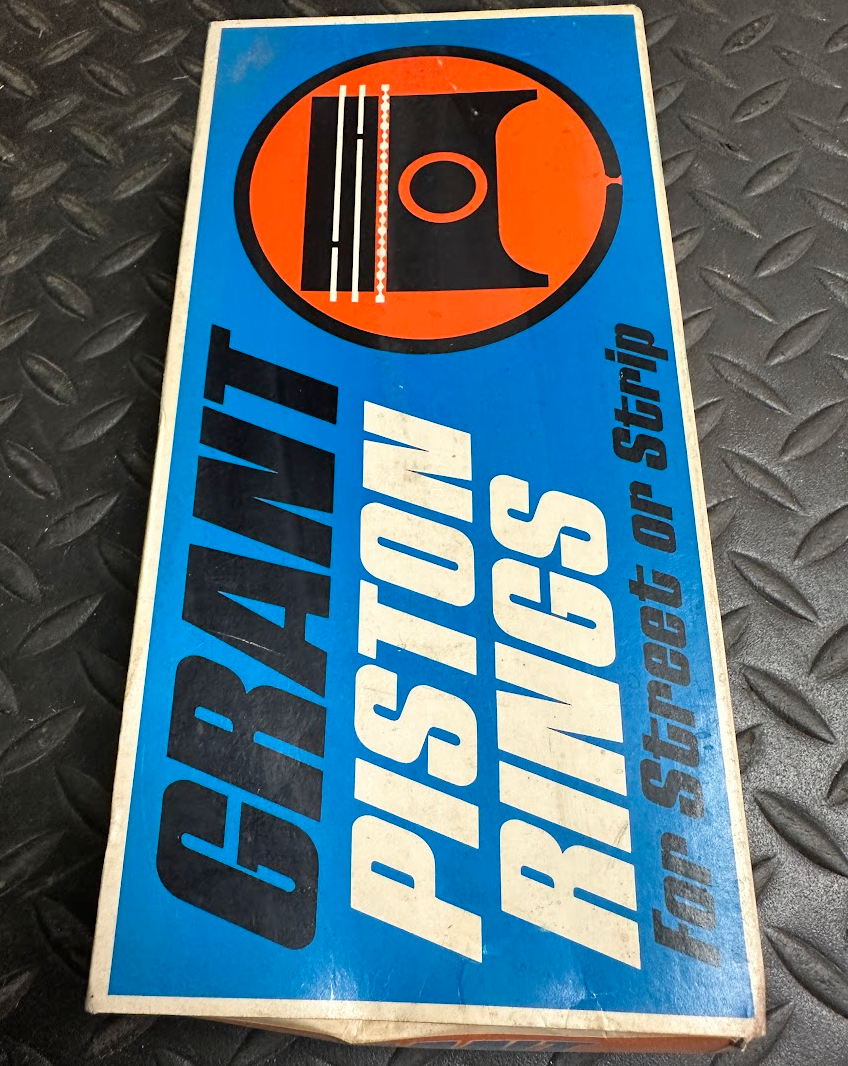 GRANT
PISTON
RINGS
For Street or Strip